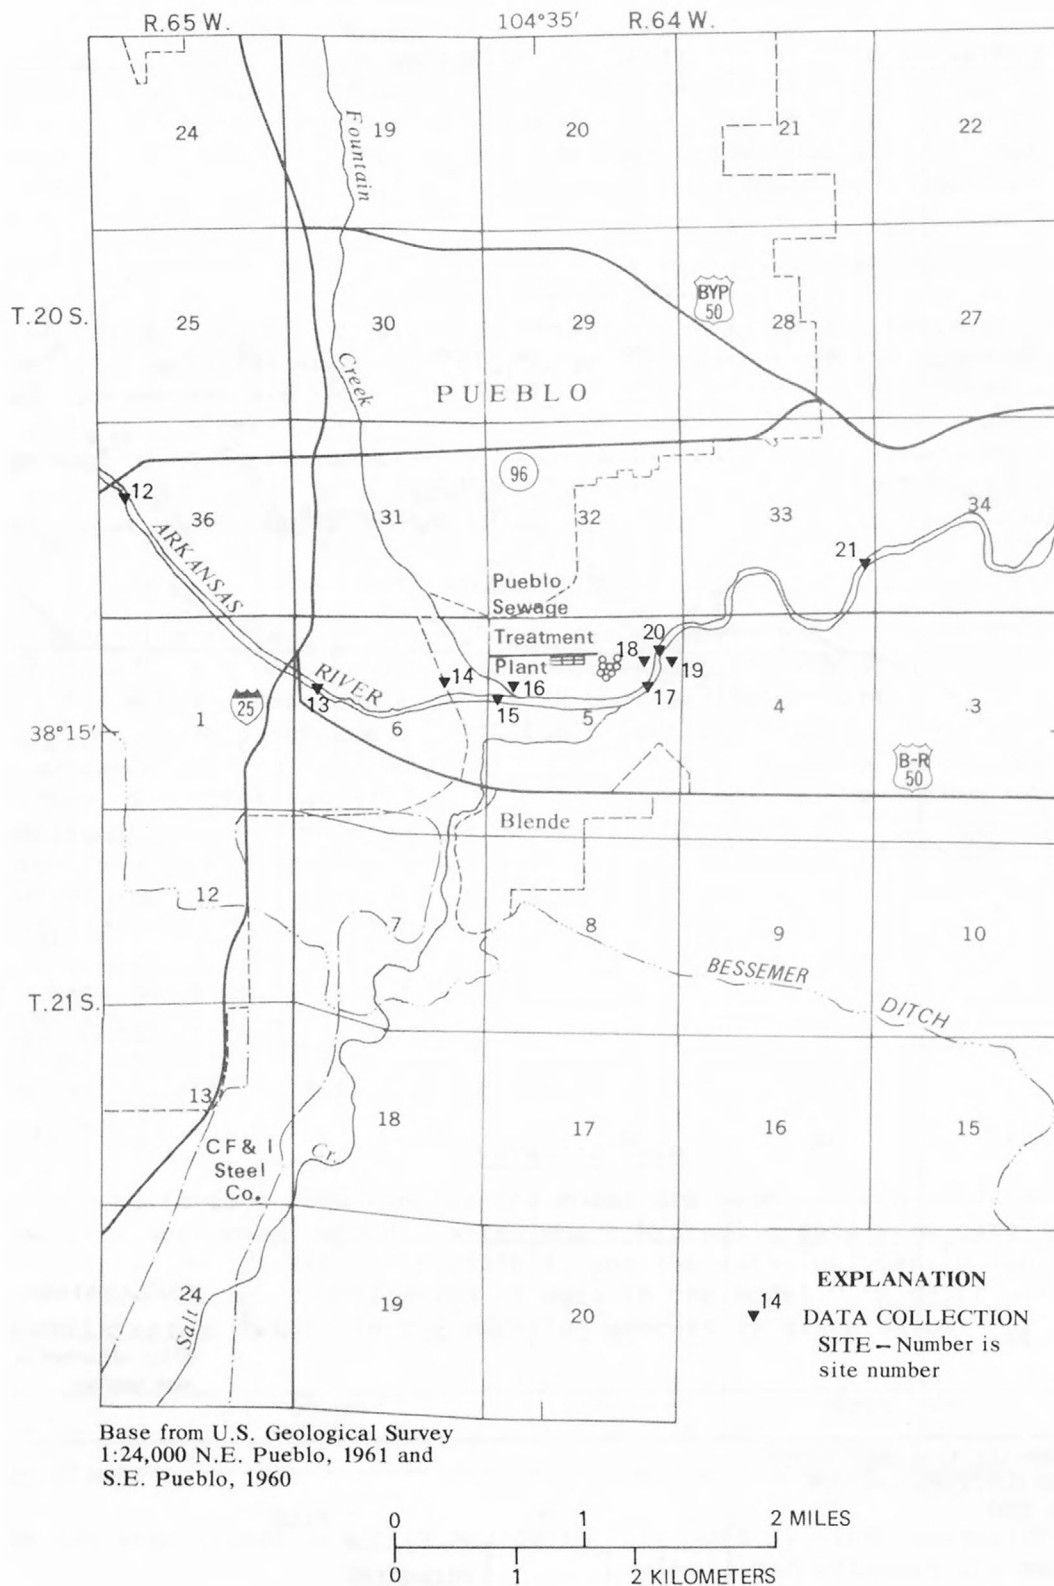 R.65 W.
104°35′ R.64 W.
24
19
20
21
22
Fountain
T.20 S.
25
30
29
BYP
50
28
27
Creek
PUEBLO
96
12
36
31
32
33
34
ARKANSAS
21
Pueblo
Sewage
Treatment
Plant
20
18
19
14
16
17
RIVER
13
15
1
25
6
5
4
3
38°15′
B-R
50
Blende
12
7
8
9
10
BESSEMER
DITCH
T.21 S.
13
18
17
16
15
CF & I
Steel
Co.
Cr.
24
19
20
Salt
EXPLANATION
14
DATA COLLECTION
SITE – Number is
site number
Base from U.S. Geological Survey
1:24,000 N.E. Pueblo, 1961 and
S.E. Pueblo, 1960
0 1 2 MILES
0 1 2 KILOMETERS